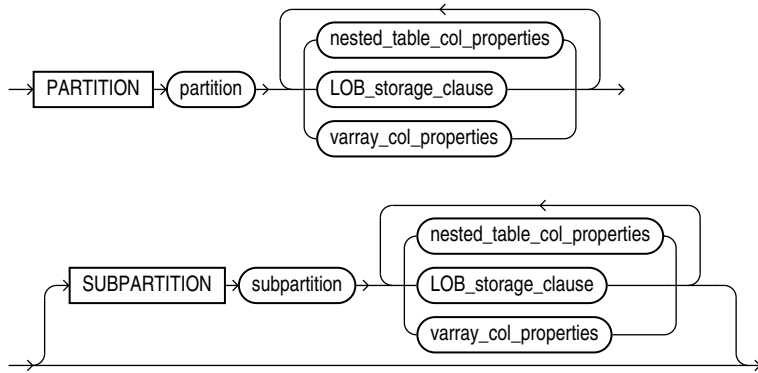 nested_table_col_properties
PARTITION partition LOB_storage_clause
varray_col_properties
nested_table_col_properties
SUBPARTITION subpartition LOB_storage_clause
varray_col_properties